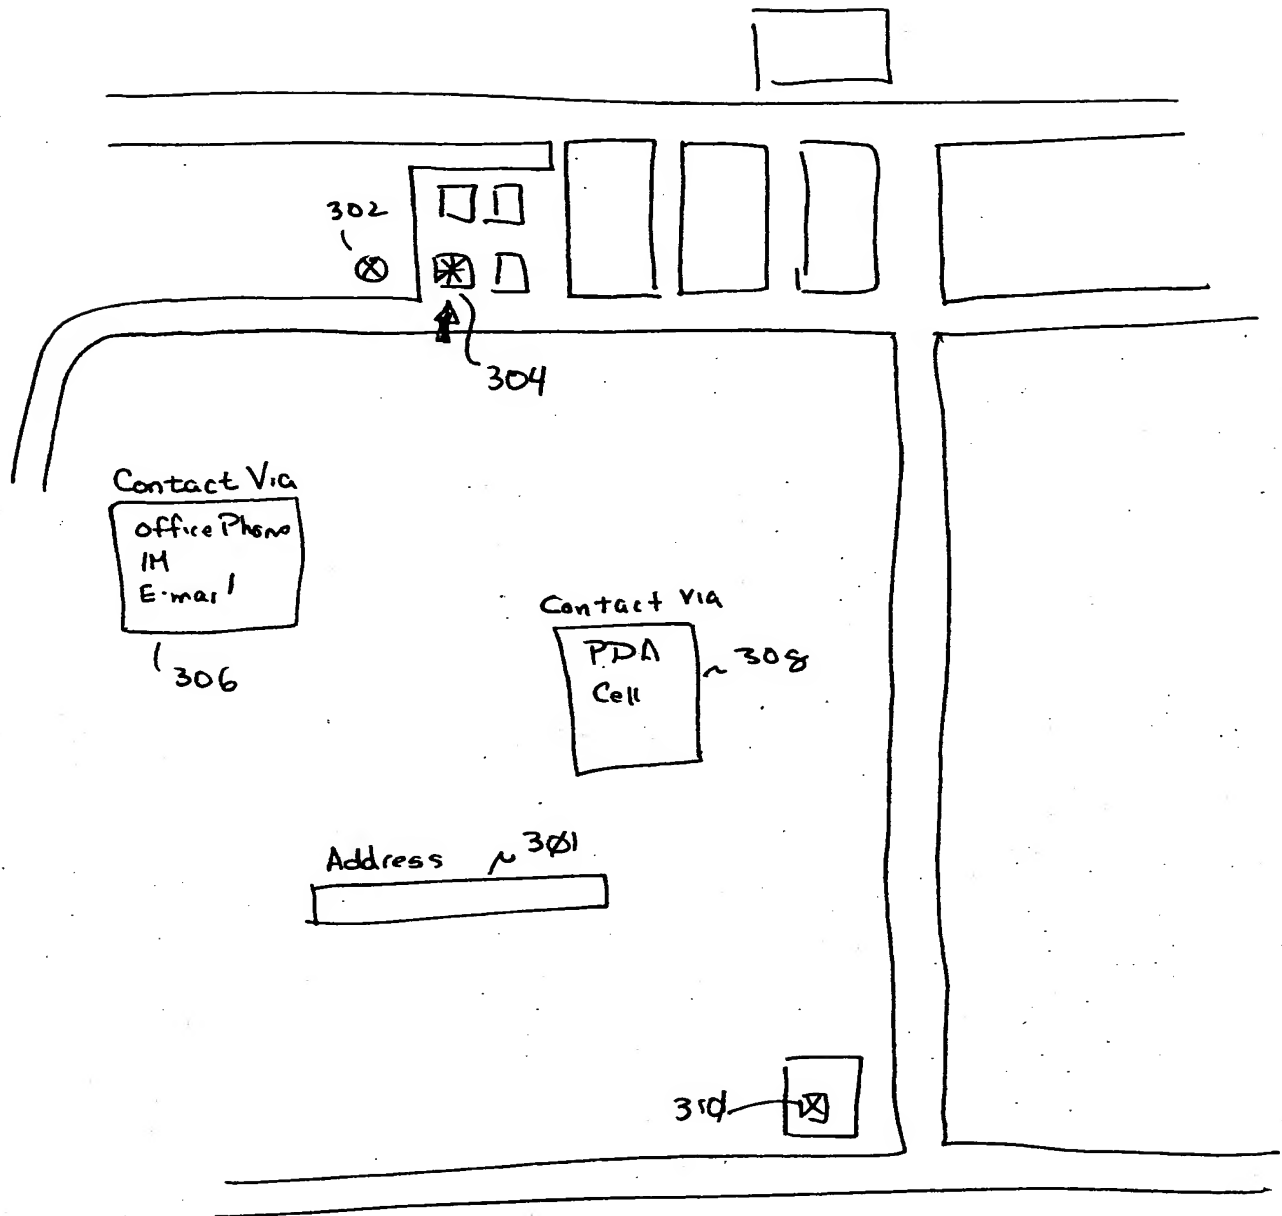 302
304
Contact Via
Office Phone
IM
E-mail
306
Contact Via
PDA
Cell
308
Address
301
310